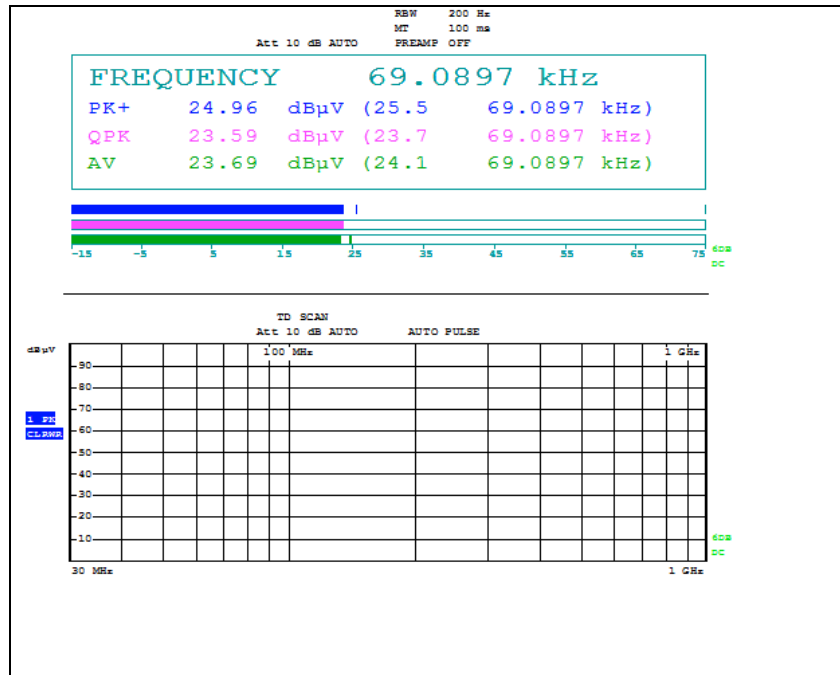 RBW 200 Hz
MT 100 ms
Att 10 dB AUTO PREAMP OFF
FREQUENCY 69.0897 kHz
PK+ 24.96 dBµV (25.5 69.0897 kHz)
QPK 23.59 dBµV (23.7 69.0897 kHz)
AV 23.69 dBµV (24.1 69.0897 kHz)
-15 -5 5 15 25 35 45 55 65 75
6DB
DC
TD SCAN
Att 10 dB AUTO AUTO PULSE
dBµV
100 MHz 1 GHz
90
80
70
1 PK
CLRWR
60
50
40
30
20
10
6DB
DC
30 MHz 1 GHz